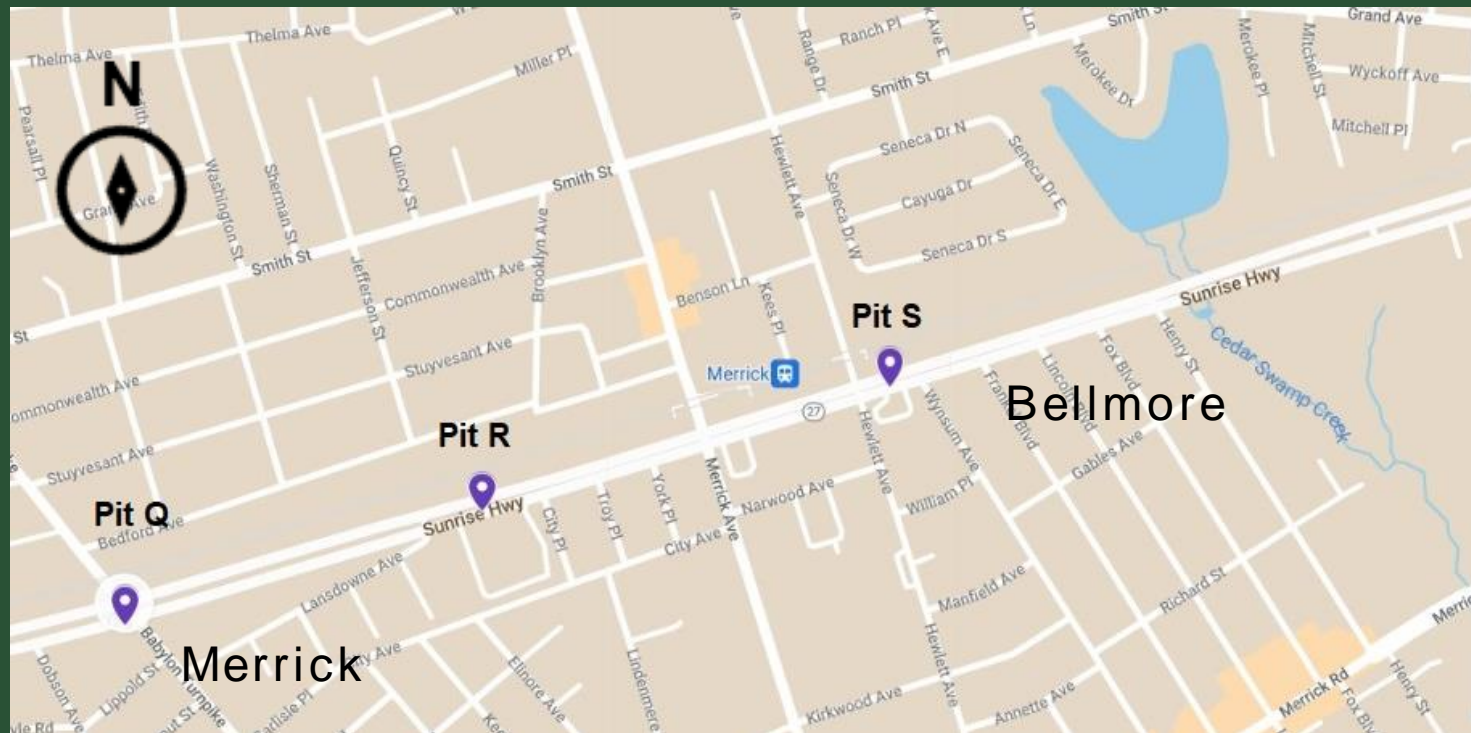 Thelma Ave
Thelma Ave
Smith St
Grand Ave
N
Miller Pl
Ranch Pl
Range Dr
Merokee Dr
Merokee Pl
Mitchell St
Wyckoff Ave
Mitchell Pl
Pearsall Pl
Smith St
Washington St
Sherman St
Quincy St
Hewlett Ave
Seneca Dr N
Seneca Dr E
Cayuga Dr
Seneca Dr W
Seneca Dr S
Smith St
Smith St
Jefferson St
Commonwealth Ave
Brooklyn Ave
Benson Ln
Kees Pl
Pit S
Sunrise Hwy
Cedar Swamp Creek
Stuyvesant Ave
Merrick
27
Wynsum Ave
Lincoln Blvd
Fox Blvd
Henry St
Bellmore
Gables Ave
Pit R
Stuyvesant Ave
Pit Q
Bedford Ave
Sunrise Hwy
City Pl
Troy Pl
York Pl
Merrick Ave
City Ave
Narwood Ave
Hewlett Ave
William Pl
Lansdowne Ave
Manfield Ave
Richard St
Merrick
Babylon Turnpike
Dobson Ave
Lippold St
Elinore Ave
Hewlett Ave
Kirkwood Ave
Annette Ave
Merrick Rd
Henry St